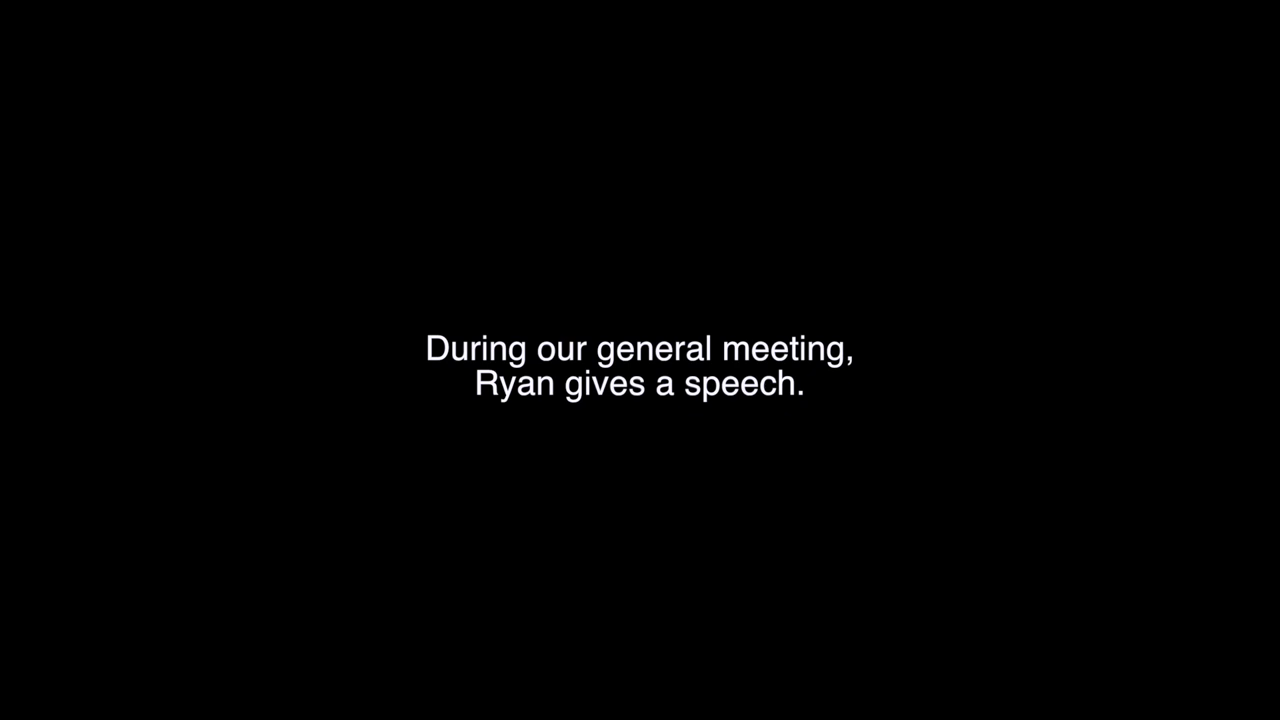 During our general meeting,
Ryan gives a speech.